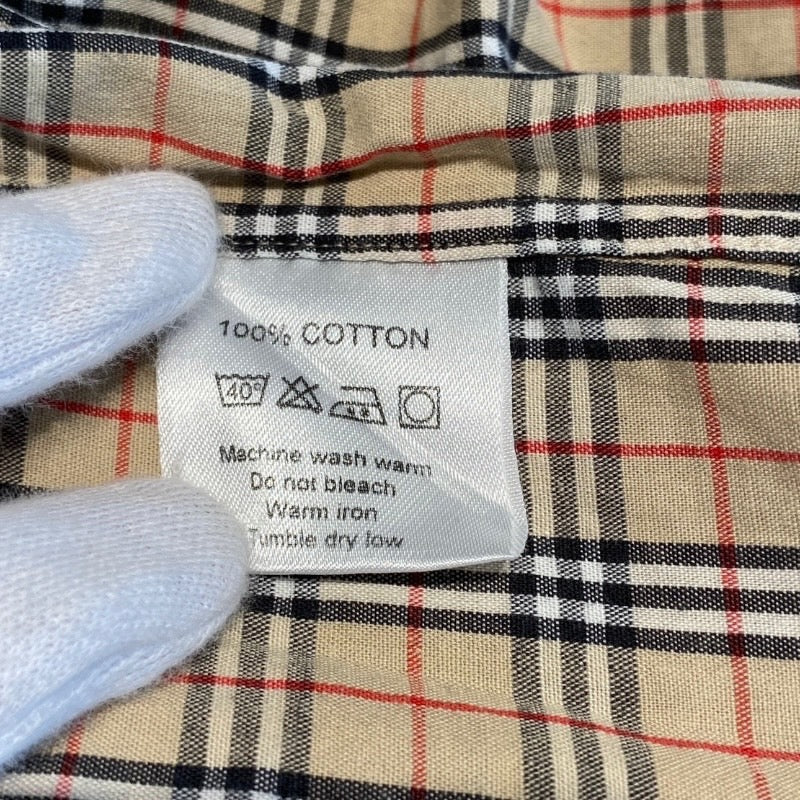 100% COTTON
40°
Machine wash warm
Do not bleach
Warm iron
Tumble dry low